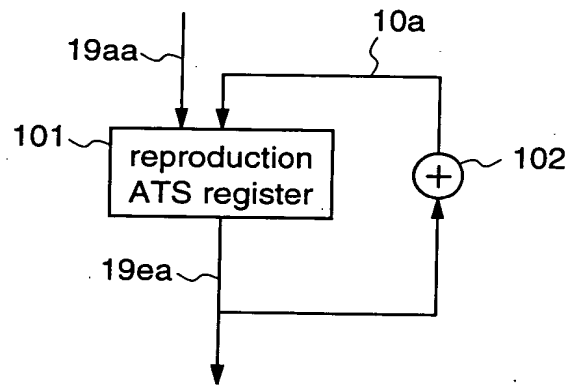 10a
19aa
101
reproduction
ATS register
102
+
19ea